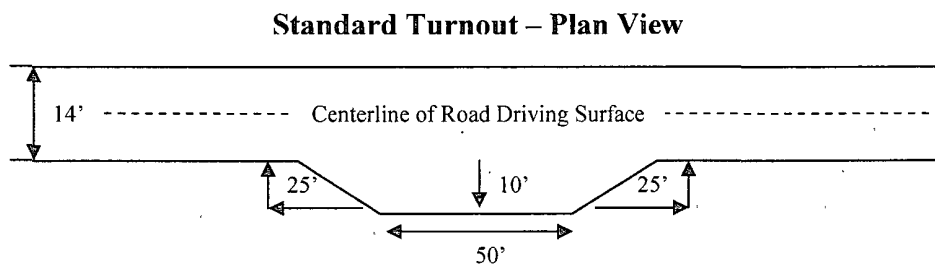 Standard Turnout – Plan View
14’
Centerline of Road Driving Surface
25’
10’
25’
50’